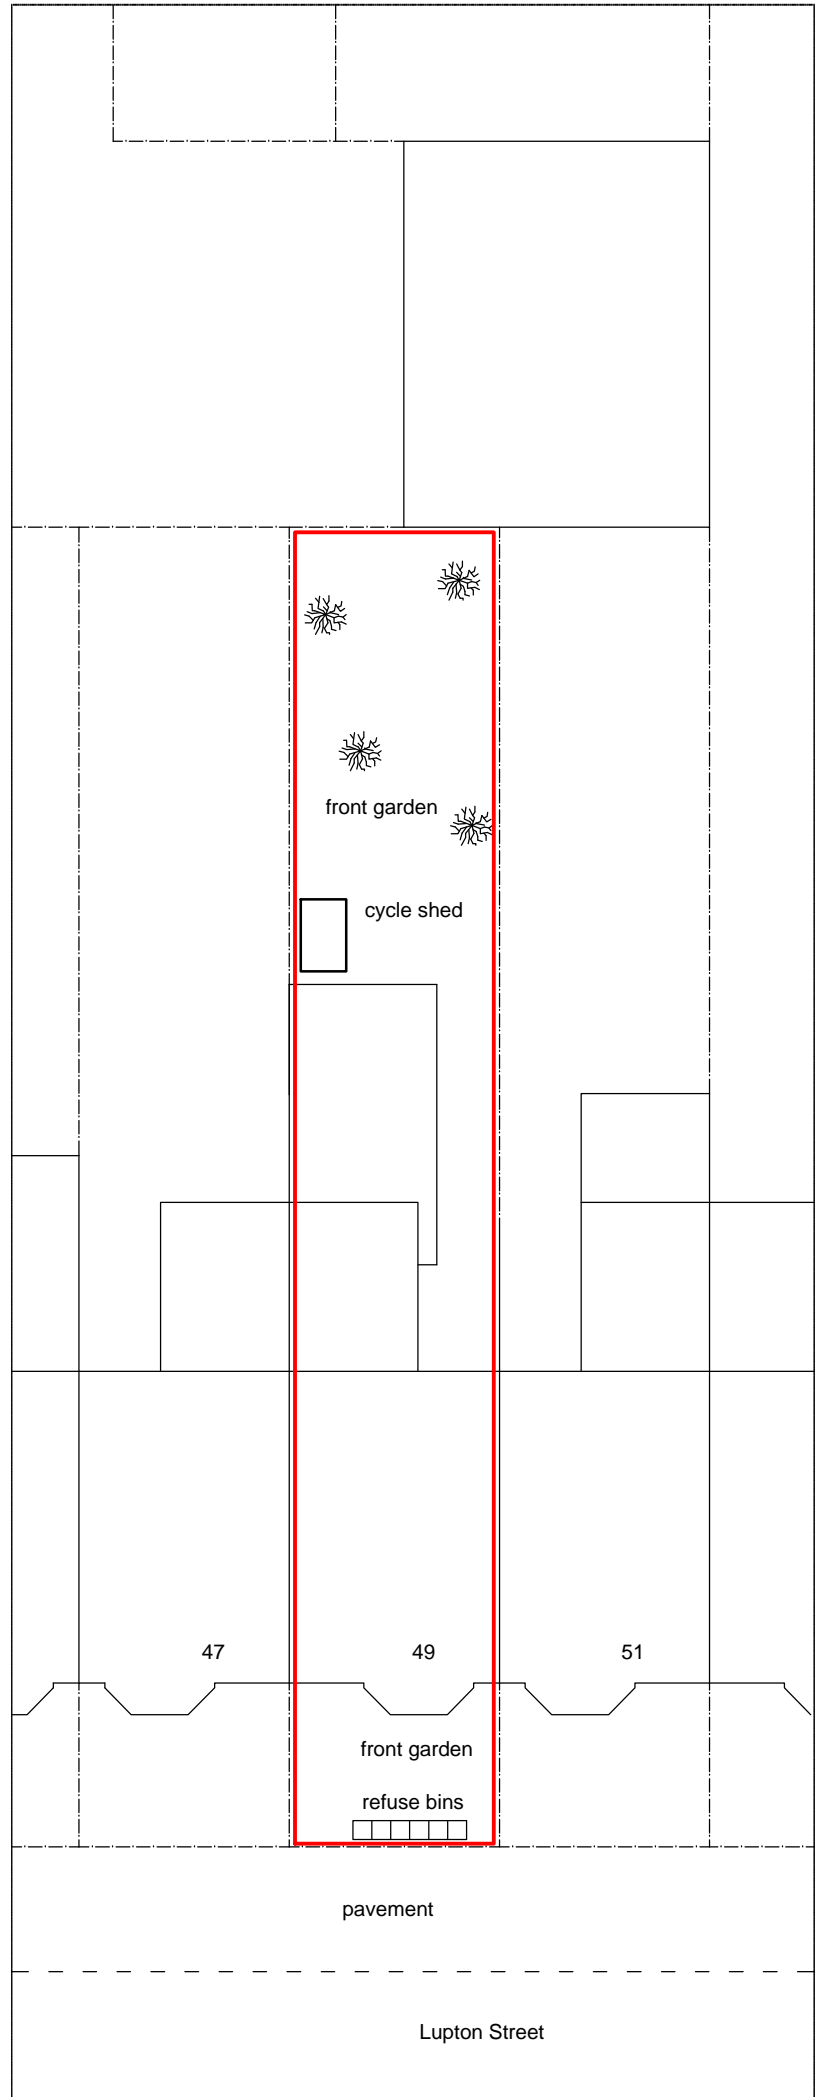 front garden
cycle shed
47
49
51
front garden
refuse bins
pavement
Lupton Street